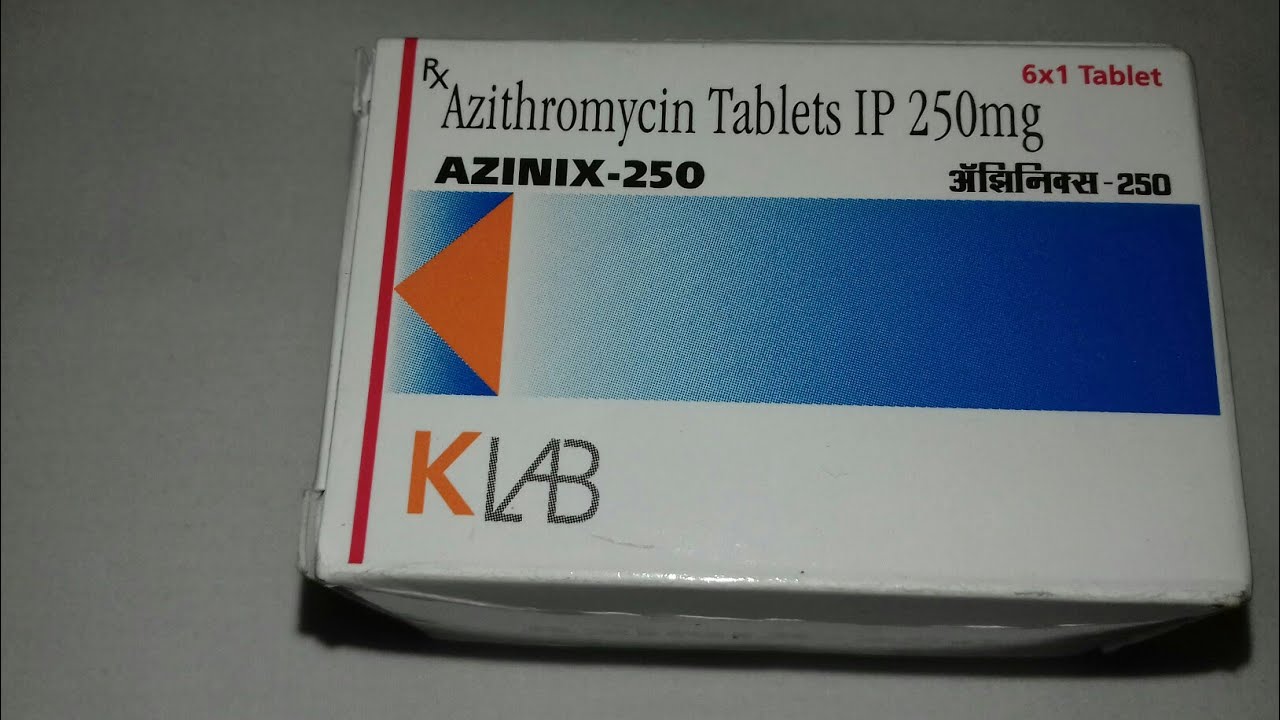 6x1 Tablet
Rx Azithromycin Tablets IP 250mg
AZINIX-250 ॲझिनिक्स-250
KLAB